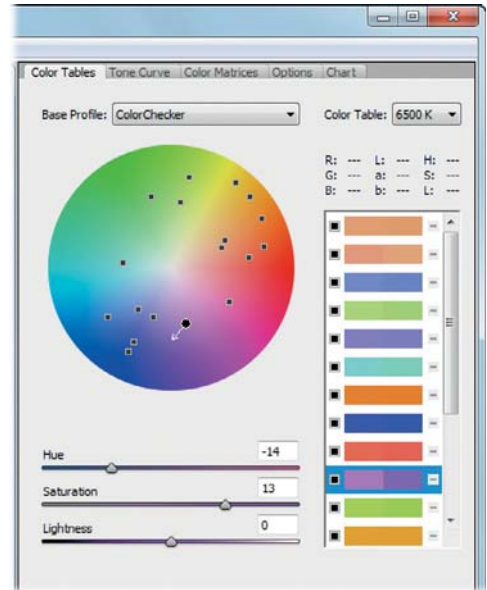 Color Tables Tone Curve Color Matrices Options Chart
Base Profile: ColorChecker Color Table: 6500 K
R: --- L: --- H: ---
G: --- a: --- S: ---
B: --- b: --- L: ---
Hue -14
Saturation 13
Lightness 0